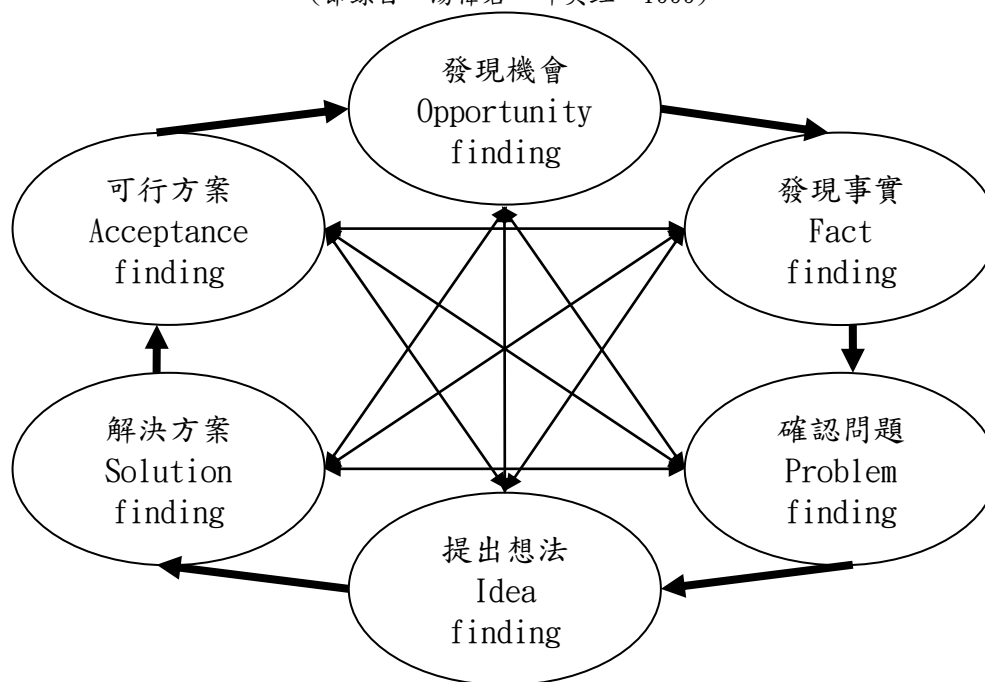 發現機會
Opportunity
finding
可行方案
Acceptance
finding
發現事實
Fact
finding
解決方案
Solution
finding
確認問題
Problem
finding
提出想法
Idea
finding